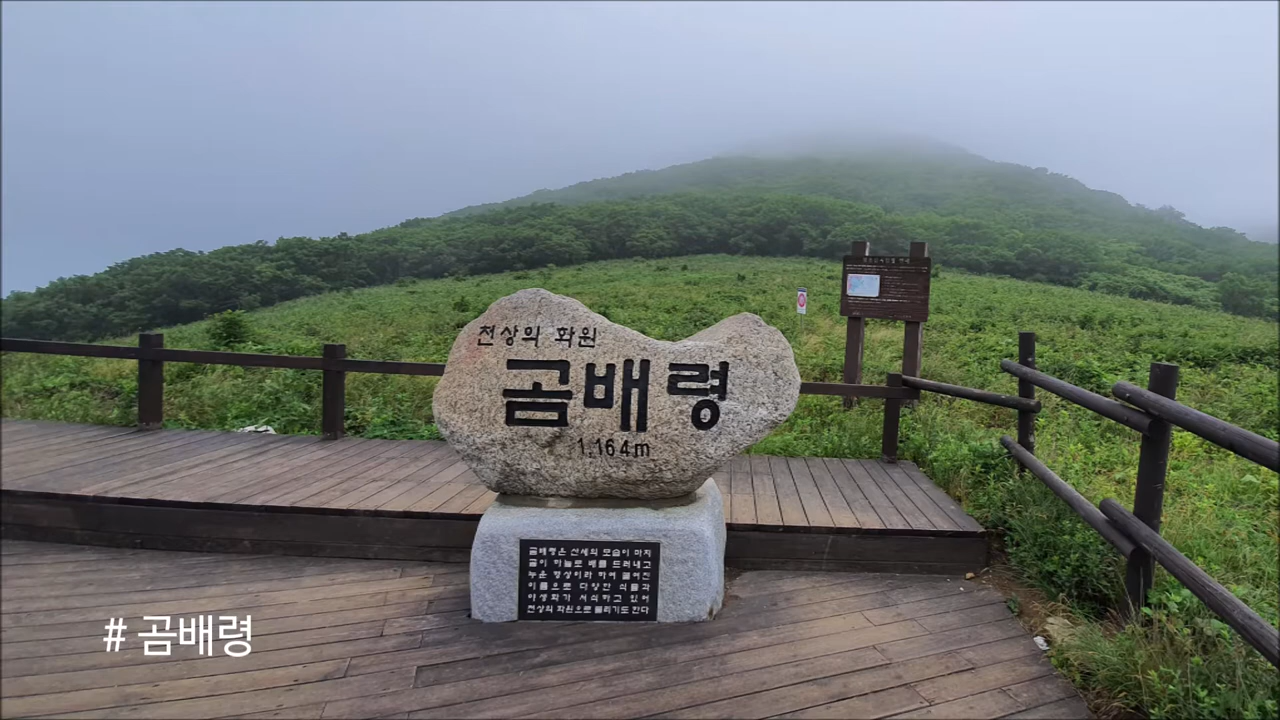 천상의 화원
곰배령
1,164m
곰배령은 산세의 모습이 마치
곰이 하늘로 배를 드러내고
누운 형상이라 하여 붙여진
이름으로 다양한 식물과
야생화가 서식하고 있어
천상의 화원으로 불리기도한다
# 곰배령